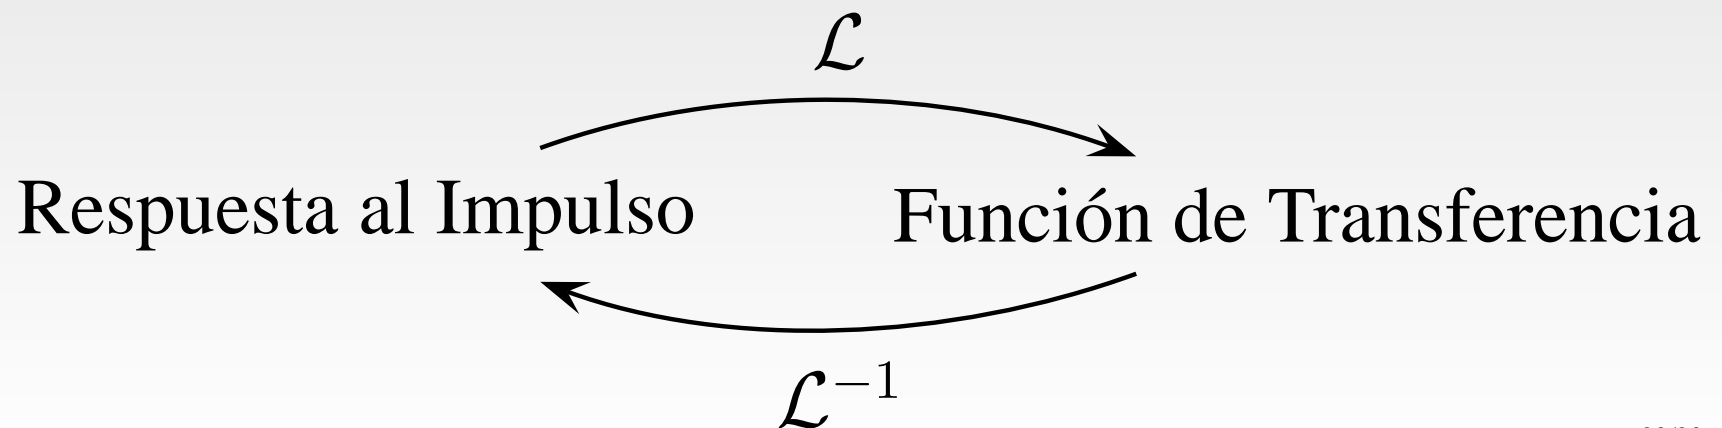 ℒ
Respuesta al Impulso Función de Transferencia
ℒ⁻¹